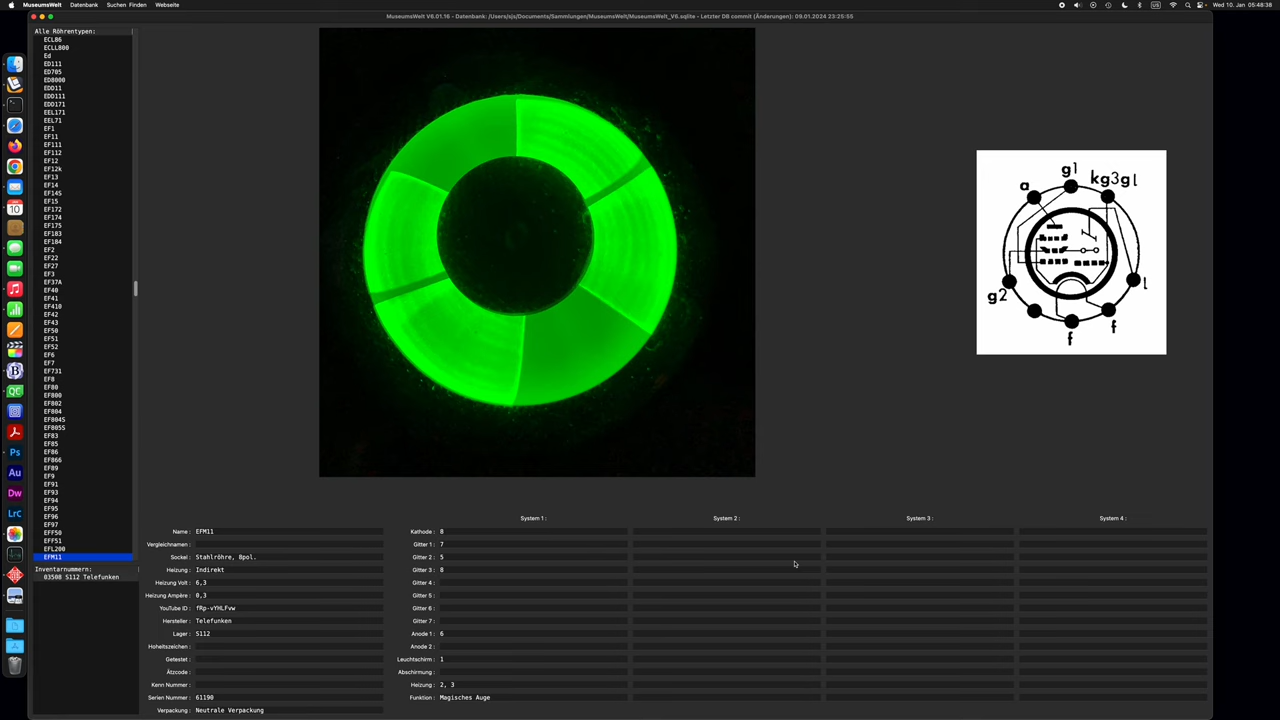 MuseumsWelt Datenbank Suchen Finden Webseite
US Wed 10. Jan. 05:48:38
MuseumsWelt V6.01.16 - Datenbank: /Users/sjs/Documents/Sammlungen/MuseumsWelt/MuseumsWelt_V6.sqlite - Letzter DB commit (Änderungen): 09.01.2024 23:25:55
Alle Röhrentypen:
ECL86
ECLL800
Ed
ED111
ED705
ED8000
EDD11
EDD111
EDD171
EEL171
EEL71
EF1
EF11
EF111
EF112
EF12
EF12k
EF13
EF14
EF14S
EF15
EF172
EF174
EF175
EF183
EF184
EF2
EF22
EF27
EF3
EF37A
EF40
EF41
EF410
EF42
EF43
EF50
EF51
EF52
EF6
EF7
EF731
EF8
EF80
EF800
EF802
EF804
EF804S
EF805S
EF83
EF85
EF86
EF866
EF89
EF9
EF91
EF93
EF94
EF95
EF96
EF97
EFF50
EFF51
EFL200
EFM11
Inventarnummern:
03508 S112 Telefunken
g1
a kg3gl
g2 l
f
f
System 1 : System 2 : System 3 : System 4 :
Name : EFM11 Kathode : 8
Vergleichnamen : Gitter 1 : 7
Sockel : Stahlröhre, 8pol. Gitter 2 : 5
Heizung : Indirekt Gitter 3 : 8
Heizung Volt : 6,3 Gitter 4 :
Heizung Ampère : 0,3 Gitter 5 :
YouTube ID : fRp-vYHLFvw Gitter 6 :
Hersteller : Telefunken Gitter 7 :
Lager : S112 Anode 1 : 6
Hoheitszeichen : Anode 2 :
Getestet : Leuchtschirm : 1
Ätzcode : Abschirmung :
Kenn Nummer : Heizung : 2, 3
Serien Nummer : 61190 Funktion : Magisches Auge
Verpackung : Neutrale Verpackung